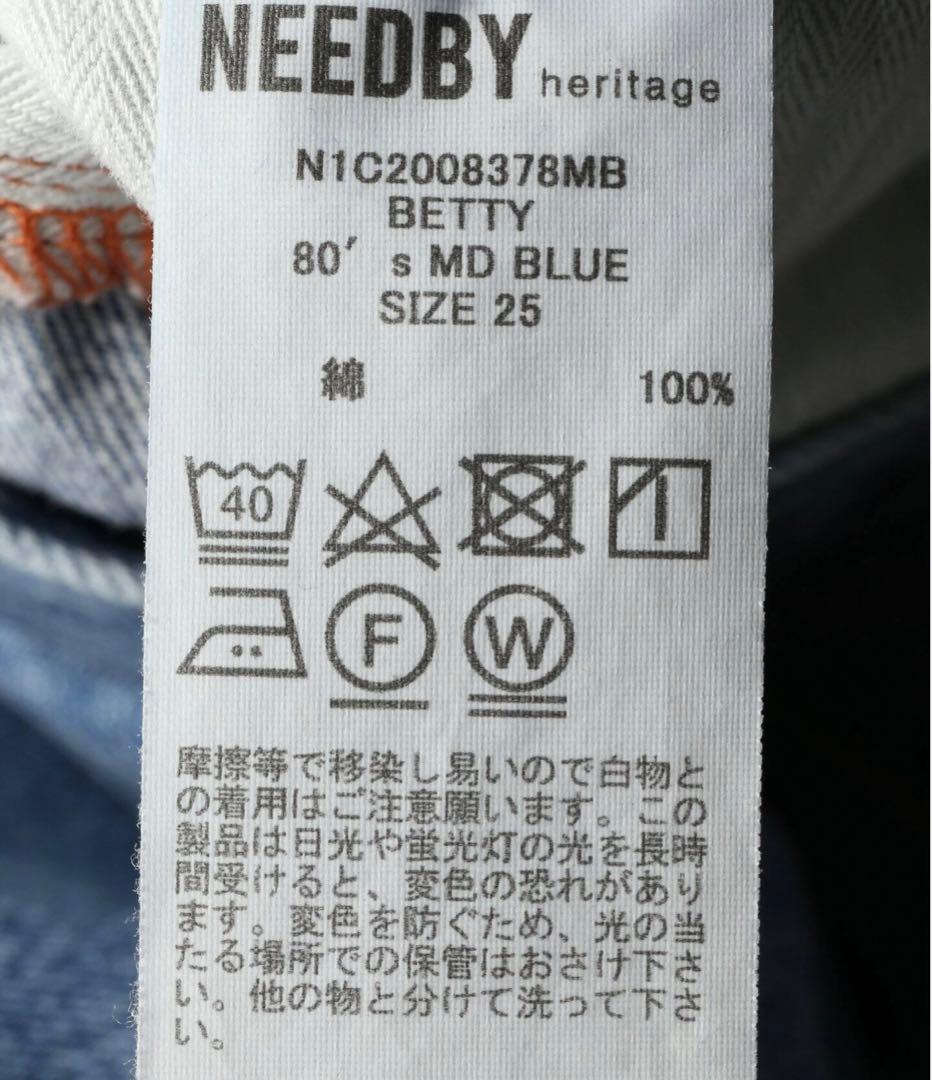 NEEDBY heritage
N1C2008378MB
BETTY
80's MD BLUE
SIZE 25
綿 100%
40
F W
摩擦等で移染し易いので白物と
の着用はご注意願います。この
製品は日光や蛍光灯の光を長時
間受けると、変色の恐れがあり
ます。変色を防ぐため、光の当
たる場所での保管はおさけ下さ
い。他の物と分けて洗って下さ
い。